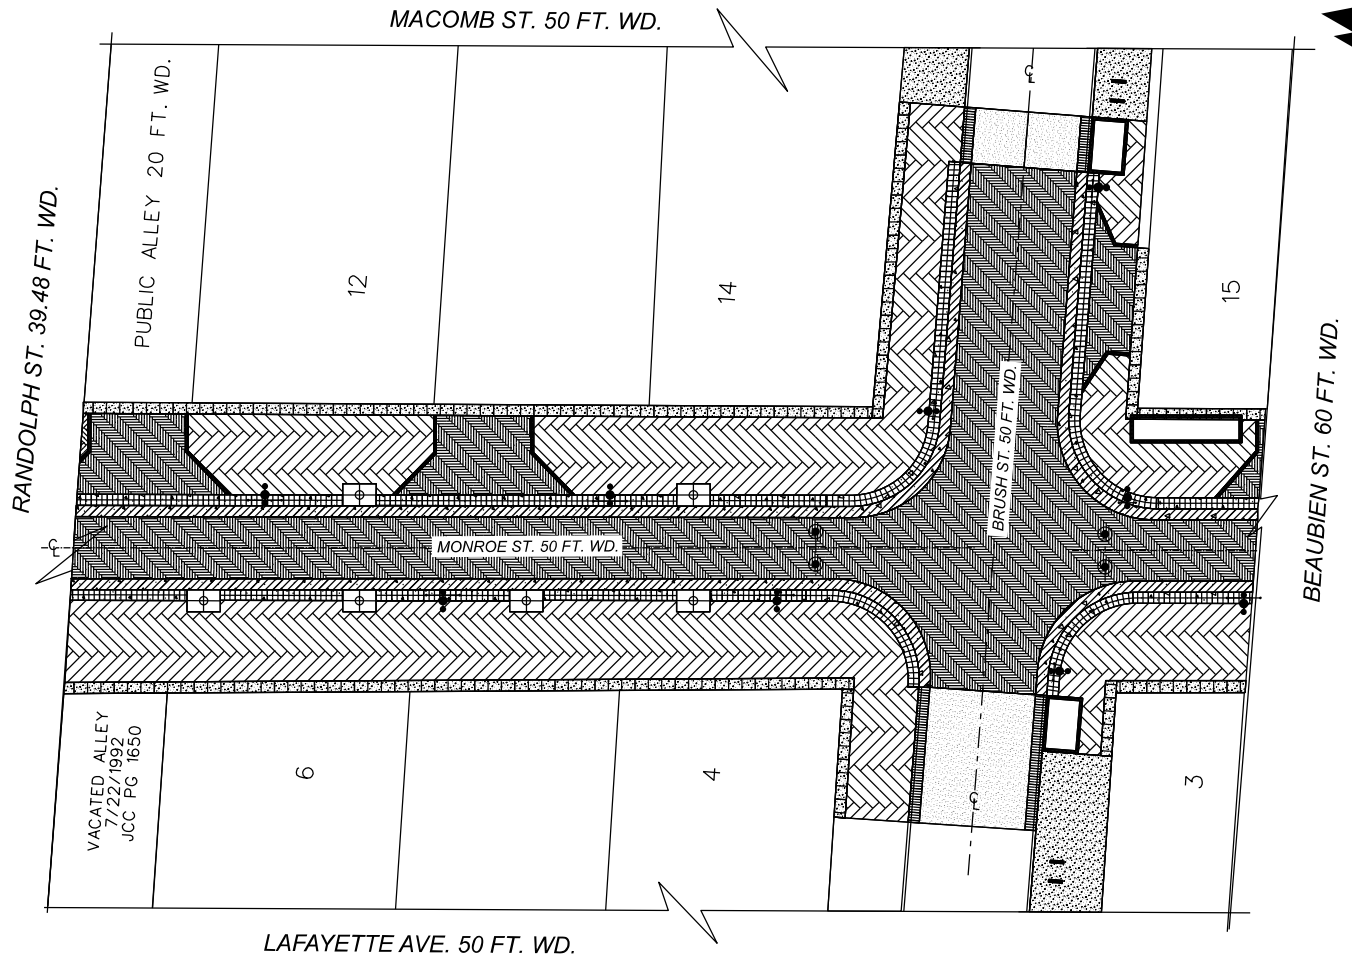 MACOMB ST. 50 FT. WD.
PUBLIC ALLEY 20 FT. WD.
℄
RANDOLPH ST. 39.48 FT. WD.
12
14
15
BRUSH ST. 50 FT. WD.
BEAUBIEN ST. 60 FT. WD.
℄
MONROE ST. 50 FT. WD.
VACATED ALLEY
7/22/1992
JCC PG 1650
6
4
3
℄
LAFAYETTE AVE. 50 FT. WD.